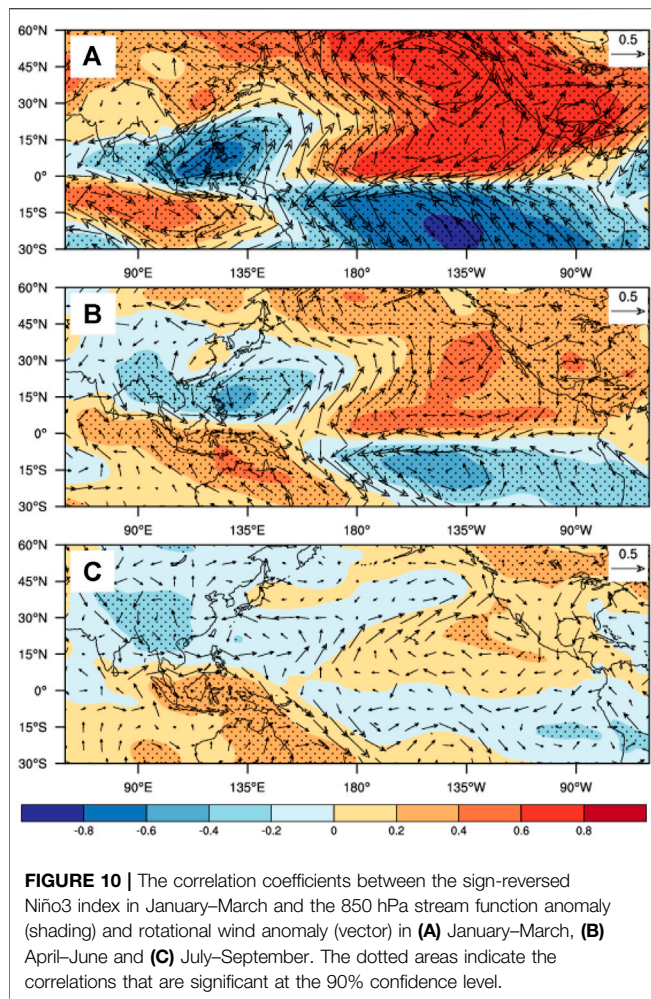 60°N
A
0.5
45°N
30°N
15°N
0°
15°S
30°S
90°E 135°E 180° 135°W 90°W
60°N
B
0.5
45°N
30°N
15°N
0°
15°S
30°S
90°E 135°E 180° 135°W 90°W
60°N
C
0.5
45°N
30°N
15°N
0°
15°S
30°S
90°E 135°E 180° 135°W 90°W
-0.8 -0.6 -0.4 -0.2 0 0.2 0.4 0.6 0.8
FIGURE 10 | The correlation coefficients between the sign-reversed
Niño3 index in January–March and the 850 hPa stream function anomaly
(shading) and rotational wind anomaly (vector) in (A) January–March, (B)
April–June and (C) July–September. The dotted areas indicate the
correlations that are significant at the 90% confidence level.